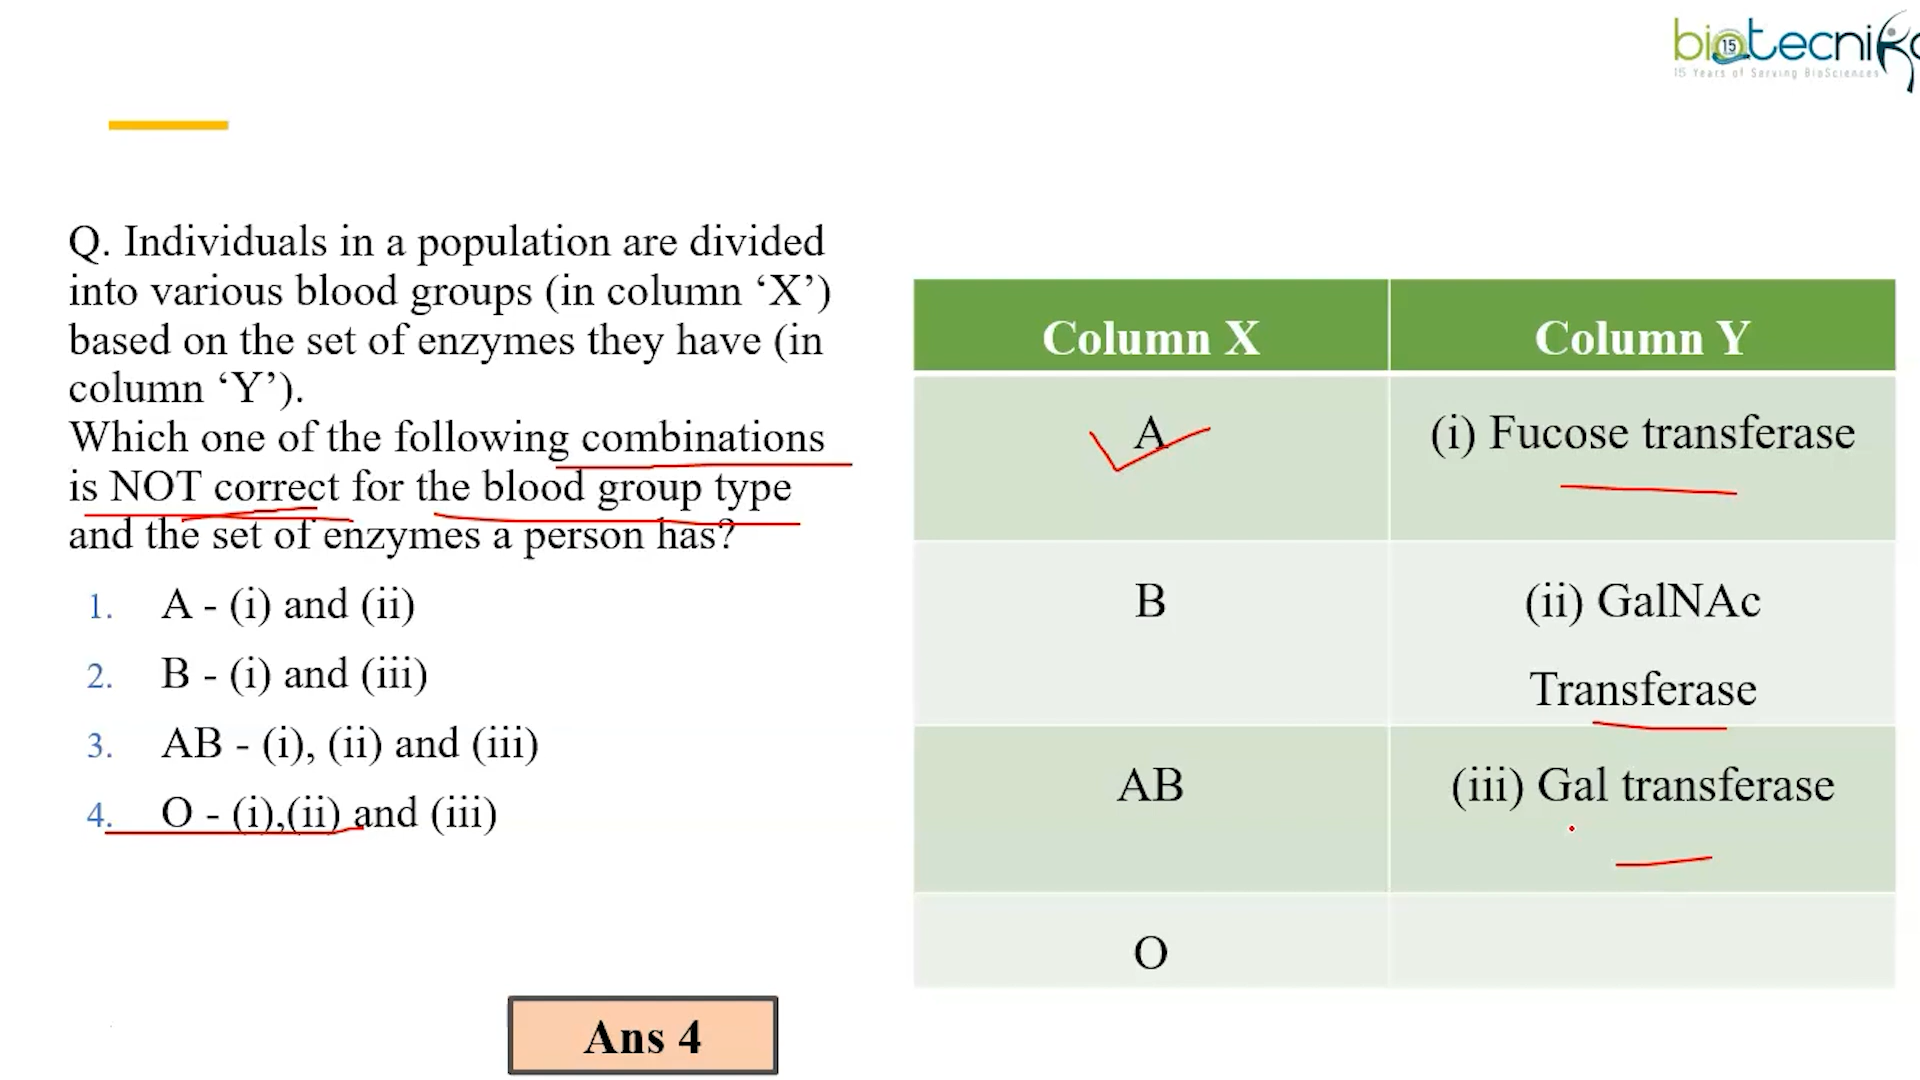 biotecnik
15
15 Years of Serving BioSciences
Q. Individuals in a population are divided
into various blood groups (in column ‘X’)
based on the set of enzymes they have (in
column ‘Y’).
Which one of the following combinations
is NOT correct for the blood group type
and the set of enzymes a person has?
1. A - (i) and (ii)
2. B - (i) and (iii)
3. AB - (i), (ii) and (iii)
4. O - (i),(ii) and (iii)
Column X Column Y
A (i) Fucose transferase
B (ii) GalNAc
Transferase
AB (iii) Gal transferase
O
Ans 4